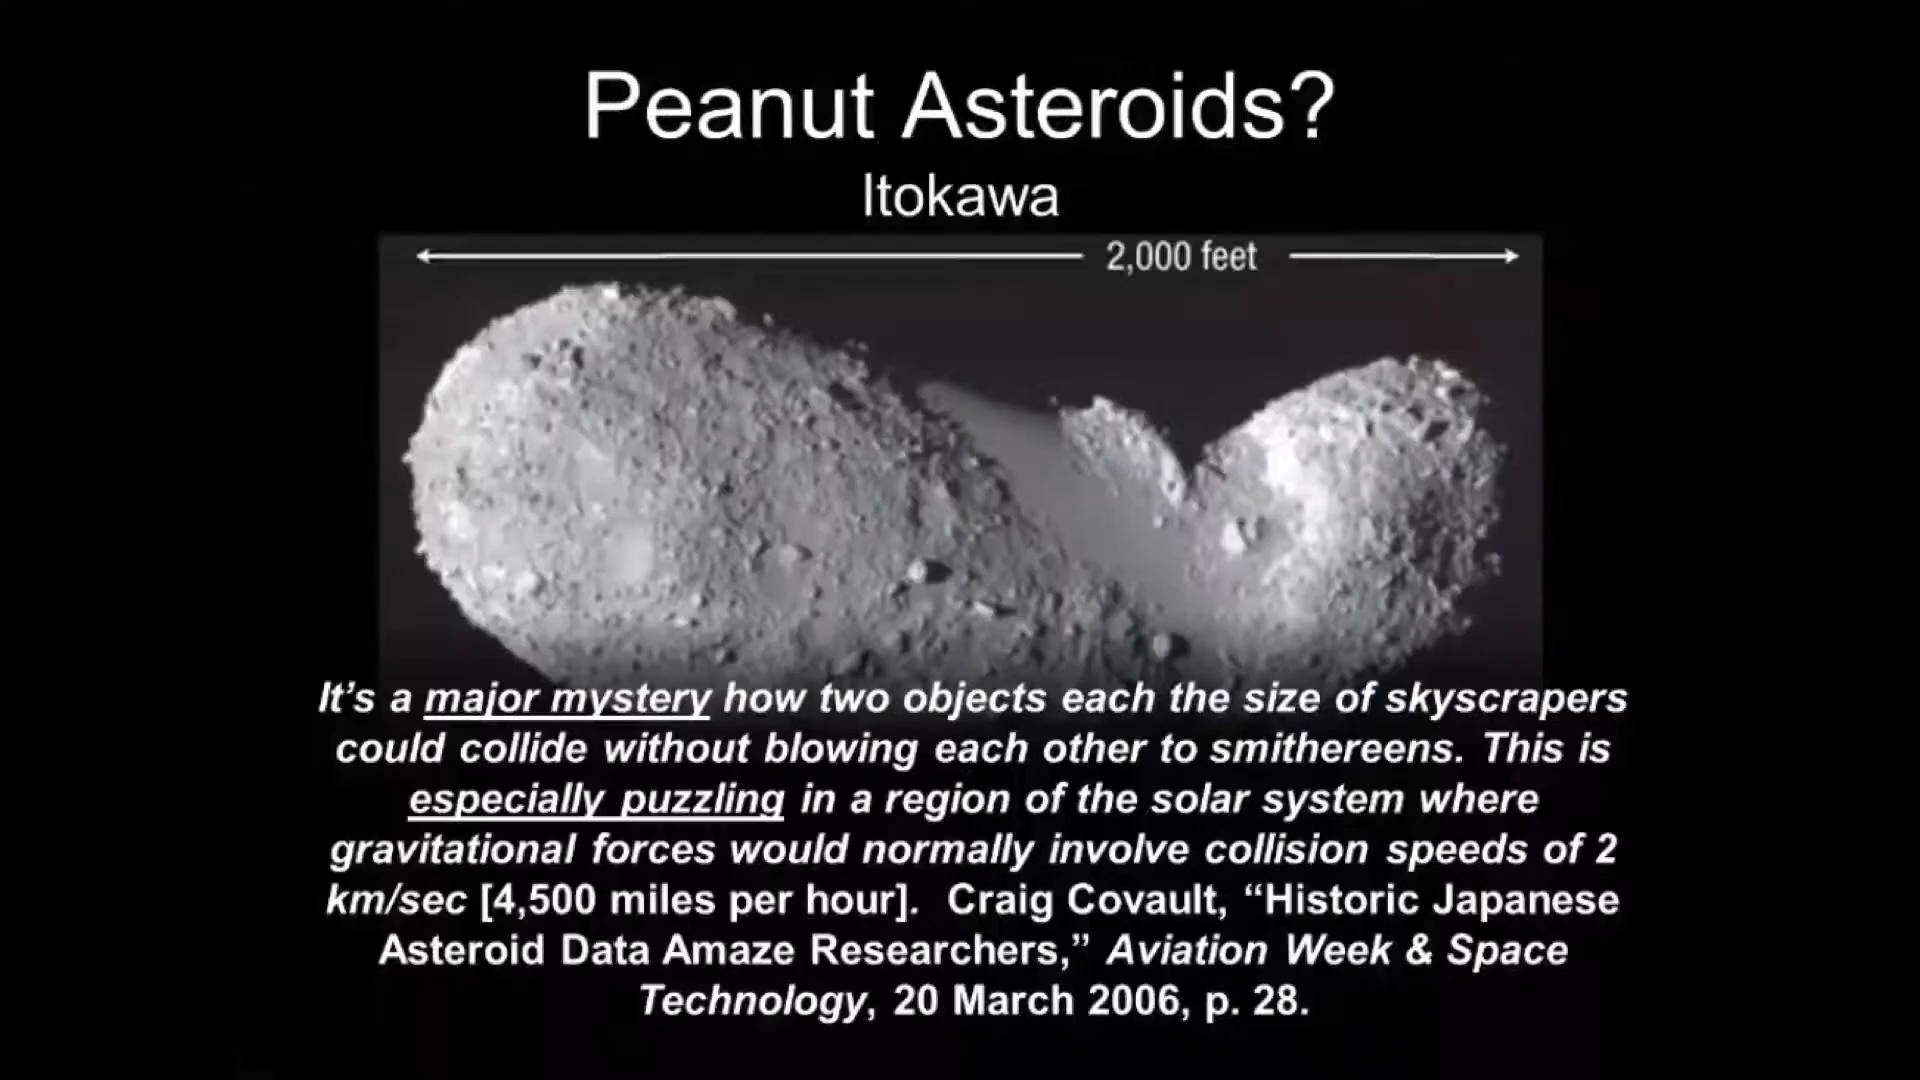 Peanut Asteroids?
Itokawa
2,000 feet
It's a major mystery how two objects each the size of skyscrapers
could collide without blowing each other to smithereens. This is
especially puzzling in a region of the solar system where
gravitational forces would normally involve collision speeds of 2
km/sec [4,500 miles per hour].  Craig Covault, “Historic Japanese
Asteroid Data Amaze Researchers,” Aviation Week & Space
Technology, 20 March 2006, p. 28.